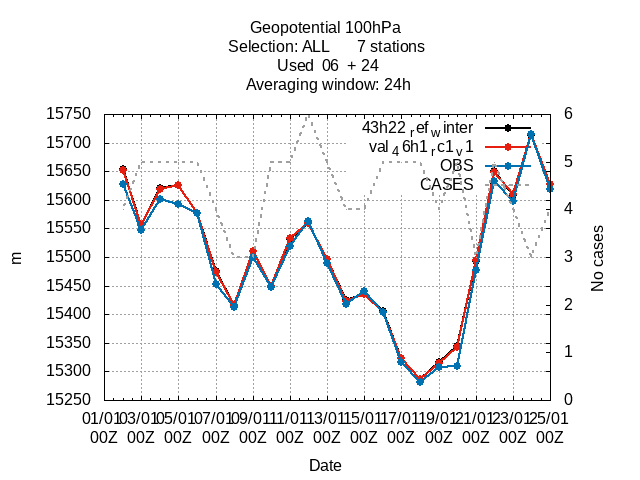 Geopotential 100hPa
Selection: ALL 7 stations
Used 06 + 24
Averaging window: 24h
43h22_ref_winter
val_46h1_rc1_v1
OBS
CASES
15750
15700
15650
15600
15550
15500
15450
15400
15350
15300
15250
6
5
4
3
2
1
0
m
No cases
01/01 03/01 05/01 07/01 09/01 11/01 13/01 15/01 17/01 19/01 21/01 23/01 25/01
00Z 00Z 00Z 00Z 00Z 00Z 00Z 00Z 00Z 00Z 00Z 00Z 00Z
Date